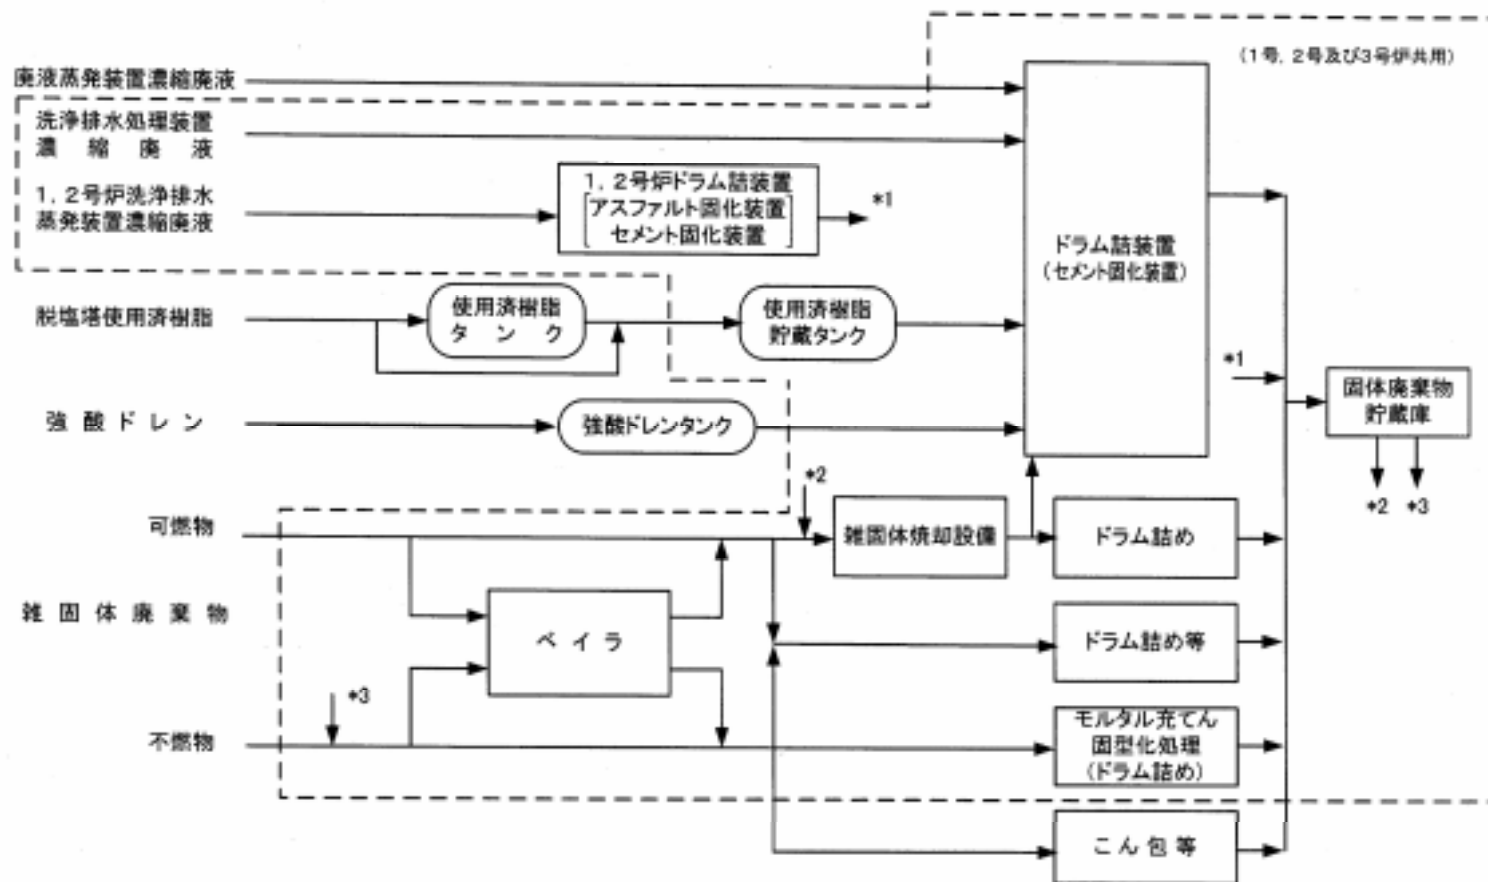 (1号，2号及び3号炉共用)
廃液蒸発装置濃縮廃液
洗浄排水処理装置
濃縮廃液
1，2号炉洗浄排水
蒸発装置濃縮廃液
1，2号炉ドラム詰装置
アスファルト固化装置
セメント固化装置
*1
ドラム詰装置
(セメント固化装置)
脱塩塔使用済樹脂
使用済樹脂
タンク
使用済樹脂
貯蔵タンク
*1
固体廃棄物
貯蔵庫
*2 *3
強酸ドレン
強酸ドレンタンク
*2
可燃物
雑固体焼却設備
ドラム詰め
雑固体廃棄物
ベイラ
ドラム詰め等
*3
不燃物
モルタル充てん
固型化処理
(ドラム詰め)
こん包等